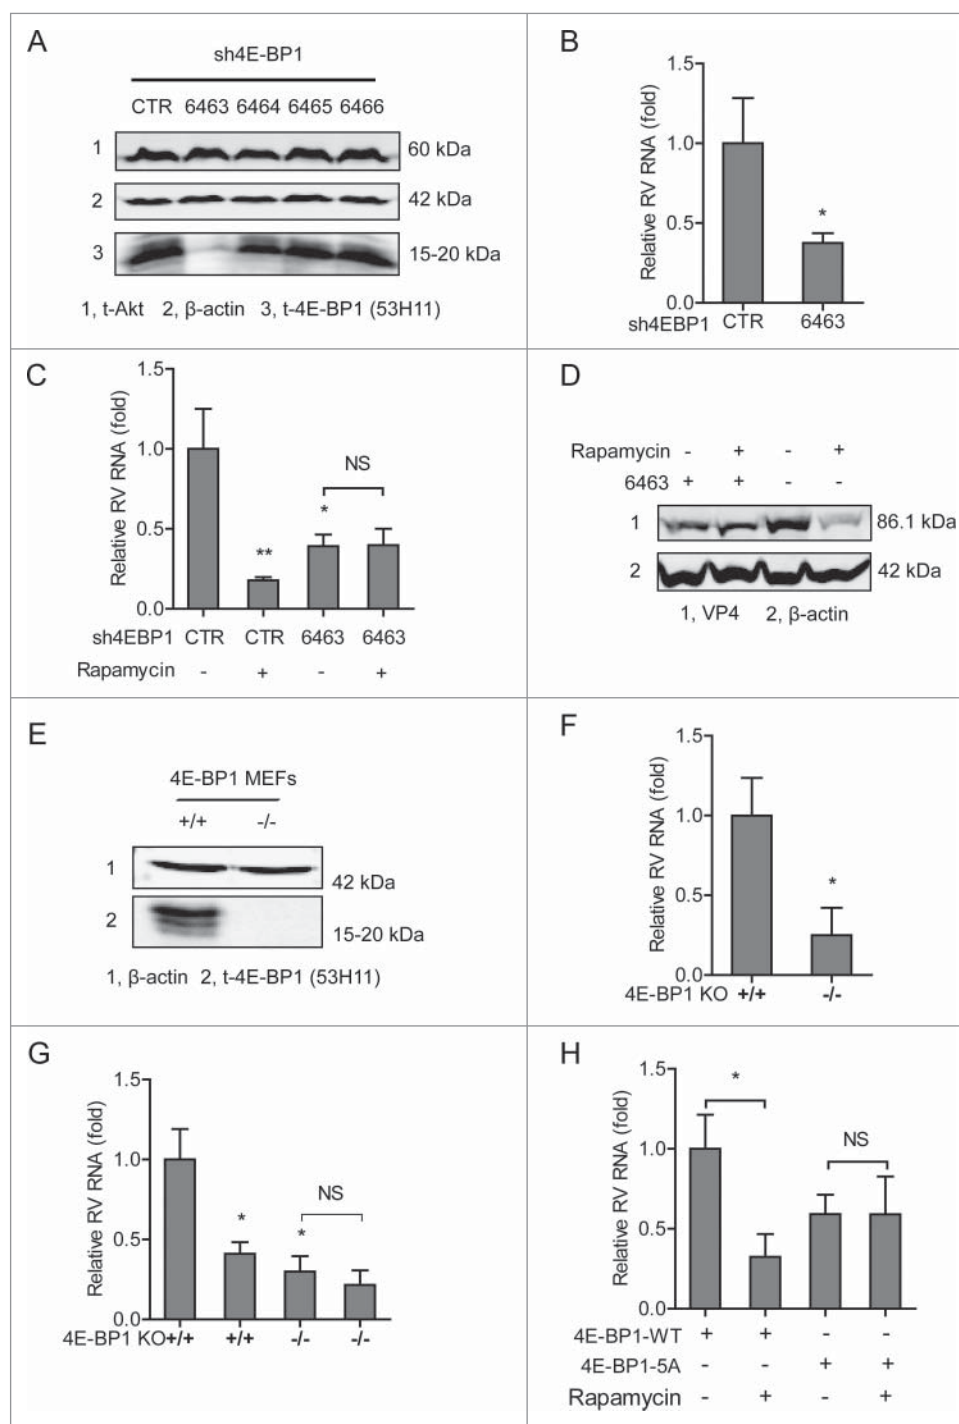 A
sh4E-BP1
CTR 6463 6464 6465 6466
1 60 kDa
2 42 kDa
3 15-20 kDa
1, t-Akt 2, β-actin 3, t-4E-BP1 (53H11)
B
Relative RV RNA (fold)
1.5
1.0
0.5
0.0
*
sh4EBP1 CTR 6463
C
Relative RV RNA (fold)
1.5
1.0
0.5
0.0
NS
** *
sh4EBP1 CTR CTR 6463 6463
Rapamycin - + - +
D
Rapamycin - + - +
6463 + + - -
1 86.1 kDa
2 42 kDa
1, VP4 2, β-actin
E
4E-BP1 MEFs
+/+ -/-
1 42 kDa
2 15-20 kDa
1, β-actin 2, t-4E-BP1 (53H11)
F
Relative RV RNA (fold)
1.5
1.0
0.5
0.0
*
4E-BP1 KO +/+ -/-
G
Relative RV RNA (fold)
1.5
1.0
0.5
0.0
NS
* *
4E-BP1 KO+/+ +/+ -/- -/-
H
Relative RV RNA (fold)
1.5
1.0
0.5
0.0
*
NS
4E-BP1-WT + + - -
4E-BP1-5A - - + +
Rapamycin - + - +